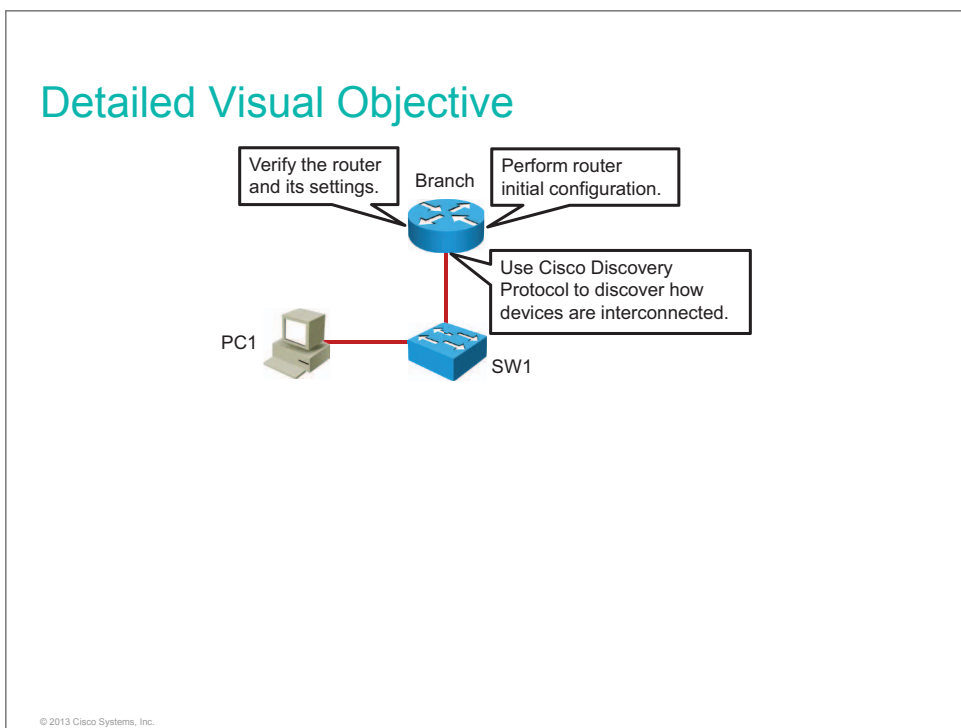 Detailed Visual Objective
Verify the router
and its settings.
Branch
Perform router
initial configuration.
Use Cisco Discovery
Protocol to discover how
devices are interconnected.
PC1
SW1
© 2013 Cisco Systems, Inc.